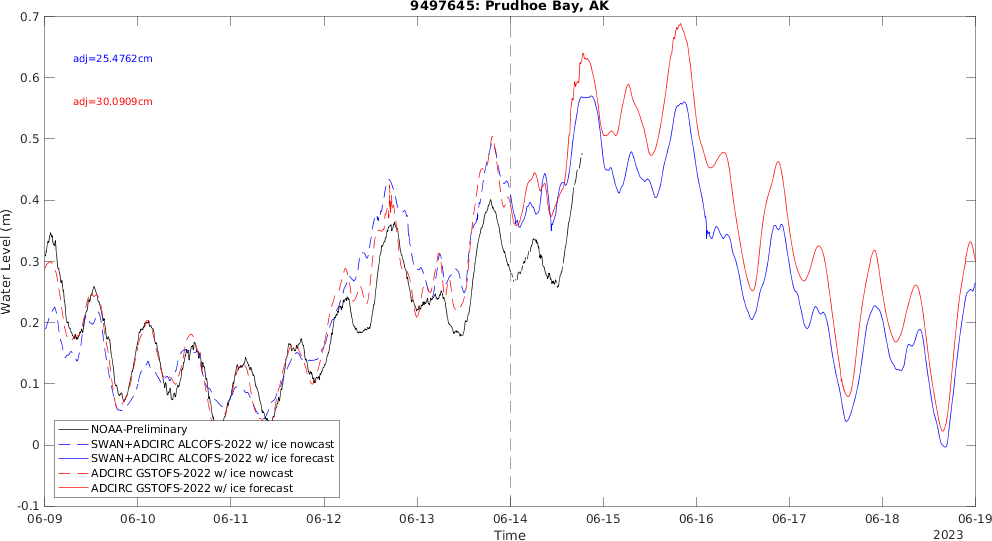 9497645: Prudhoe Bay, AK
0.7
adj=25.4762cm
0.6
adj=30.0909cm
0.5
0.4
0.3
0.2
0.1
0
-0.1
Water Level (m)
NOAA-Preliminary
SWAN+ADCIRC ALCOFS-2022 w/ ice nowcast
SWAN+ADCIRC ALCOFS-2022 w/ ice forecast
ADCIRC GSTOFS-2022 w/ ice nowcast
ADCIRC GSTOFS-2022 w/ ice forecast
06-09 06-10 06-11 06-12 06-13 06-14 06-15 06-16 06-17 06-18 06-19
Time
2023